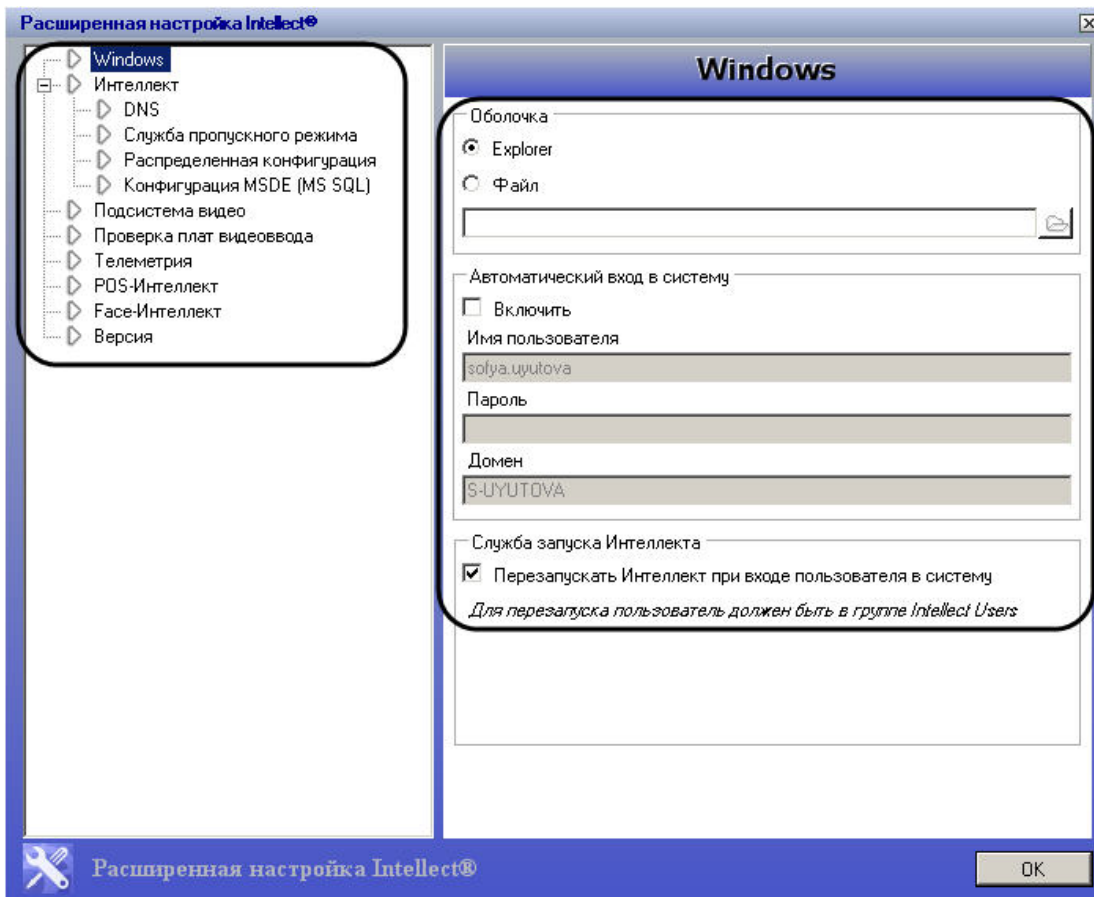 Расширенная настройка Intellect®
Windows
Интеллект
DNS
Служба пропускного режима
Распределенная конфигурация
Конфигурация MSDE (MS SQL)
Подсистема видео
Проверка плат видеоввода
Телеметрия
POS-Интеллект
Face-Интеллект
Версия
Windows
Оболочка
Explorer
Файл
Автоматический вход в систему
Включить
Имя пользователя
sofya.uyutova
Пароль
Домен
S-UYUTOVA
Служба запуска Интеллекта
Перезапускать Интеллект при входе пользователя в систему
Для перезапуска пользователь должен быть в группе Intellect Users
Расширенная настройка Intellect®
OK